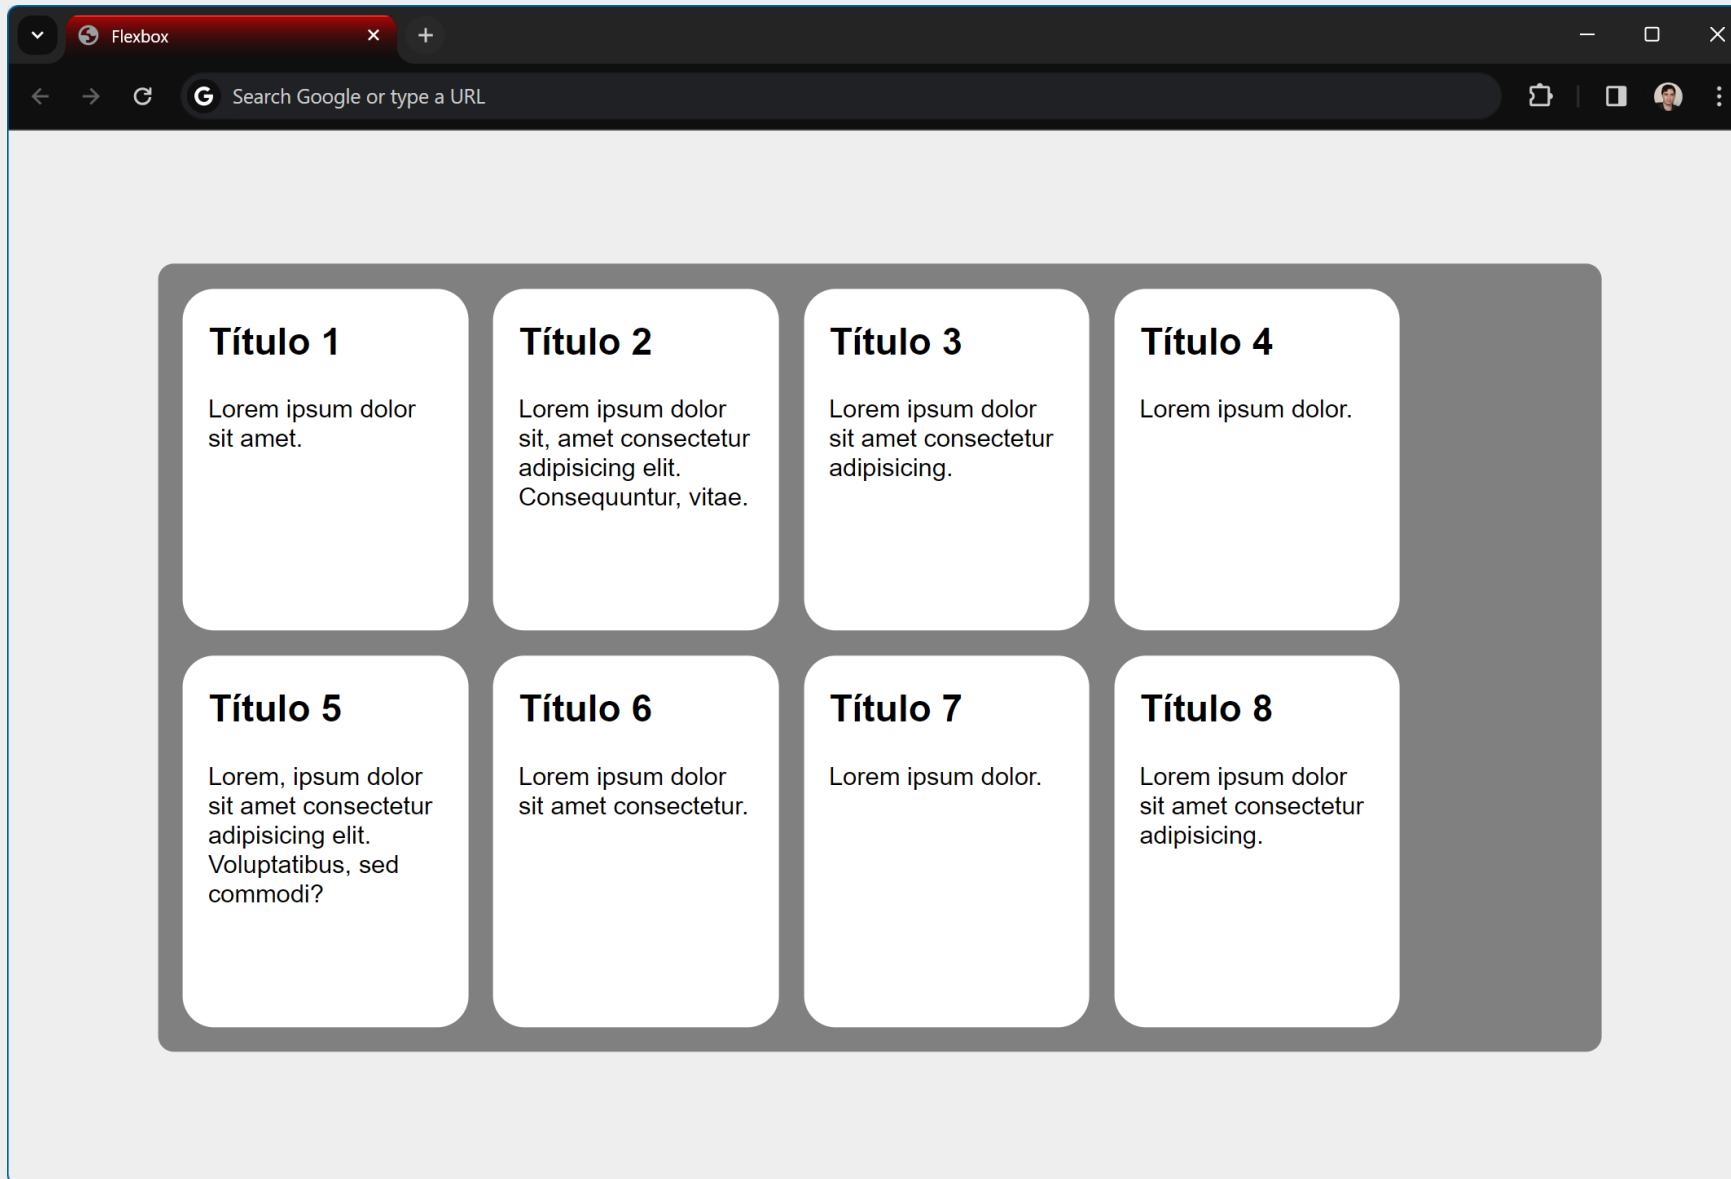 Flexbox
Search Google or type a URL
Título 1
Lorem ipsum dolor
sit amet.
Título 2
Lorem ipsum dolor
sit, amet consectetur
adipisicing elit.
Consequuntur, vitae.
Título 3
Lorem ipsum dolor
sit amet consectetur
adipisicing.
Título 4
Lorem ipsum dolor.
Título 5
Lorem, ipsum dolor
sit amet consectetur
adipisicing elit.
Voluptatibus, sed
commodi?
Título 6
Lorem ipsum dolor
sit amet consectetur.
Título 7
Lorem ipsum dolor.
Título 8
Lorem ipsum dolor
sit amet consectetur
adipisicing.